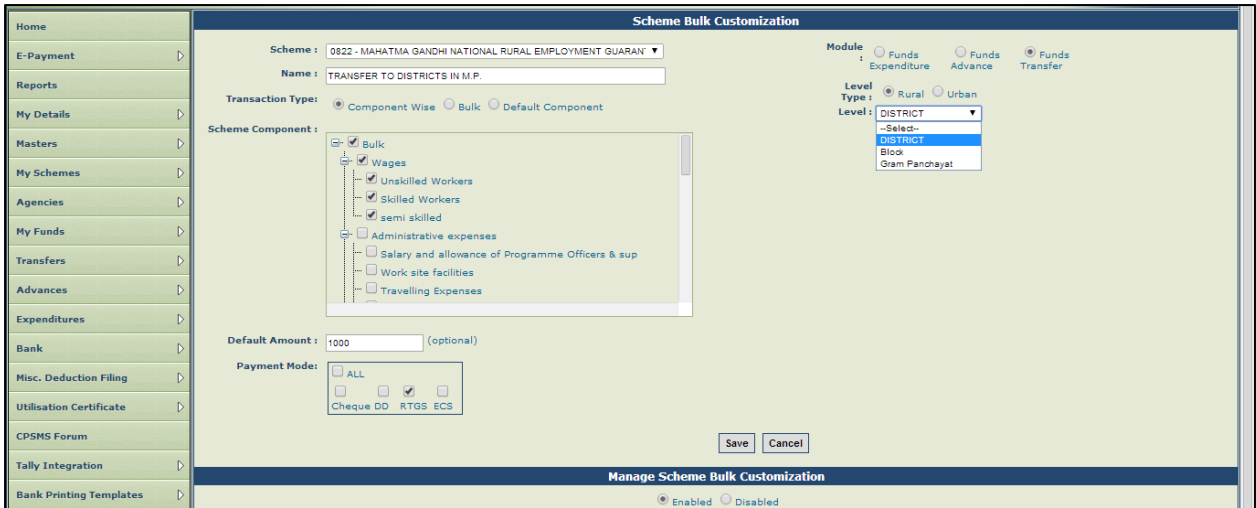 Home
E-Payment
Reports
My Details
Masters
My Schemes
Agencies
My Funds
Transfers
Advances
Expenditures
Bank
Misc. Deduction Filing
Utilisation Certificate
CPSMS Forum
Tally Integration
Bank Printing Templates
Scheme Bulk Customization
Scheme : 0822 - MAHATMA GANDHI NATIONAL RURAL EMPLOYMENT GUARAN
Name : TRANSFER TO DISTRICTS IN M.P.
Transaction Type: Component Wise Bulk Default Component
Scheme Component :
Bulk
Wages
Unskilled Workers
Skilled Workers
semi skilled
Administrative expenses
Salary and allowance of Programme Officers & sup
Work site facilities
Travelling Expenses
Module : Funds Expenditure Funds Advance Funds Transfer
Level Type : Rural Urban
Level : DISTRICT
--Select--
DISTRICT
Block
Gram Panchayat
Default Amount : 1000 (optional)
Payment Mode: ALL
Cheque DD RTGS ECS
Save Cancel
Manage Scheme Bulk Customization
Enabled Disabled